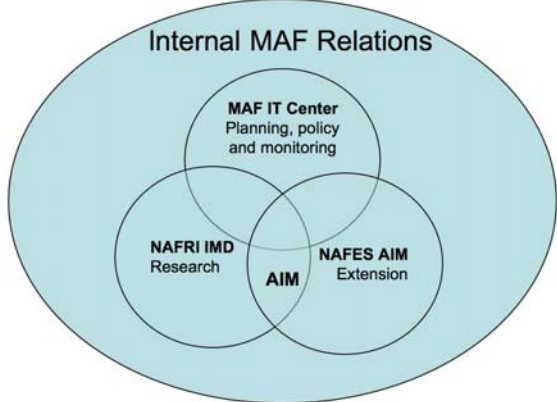 Internal MAF Relations
MAF IT Center
Planning, policy
and monitoring
NAFRI IMD
Research
NAFES AIM
Extension
AIM